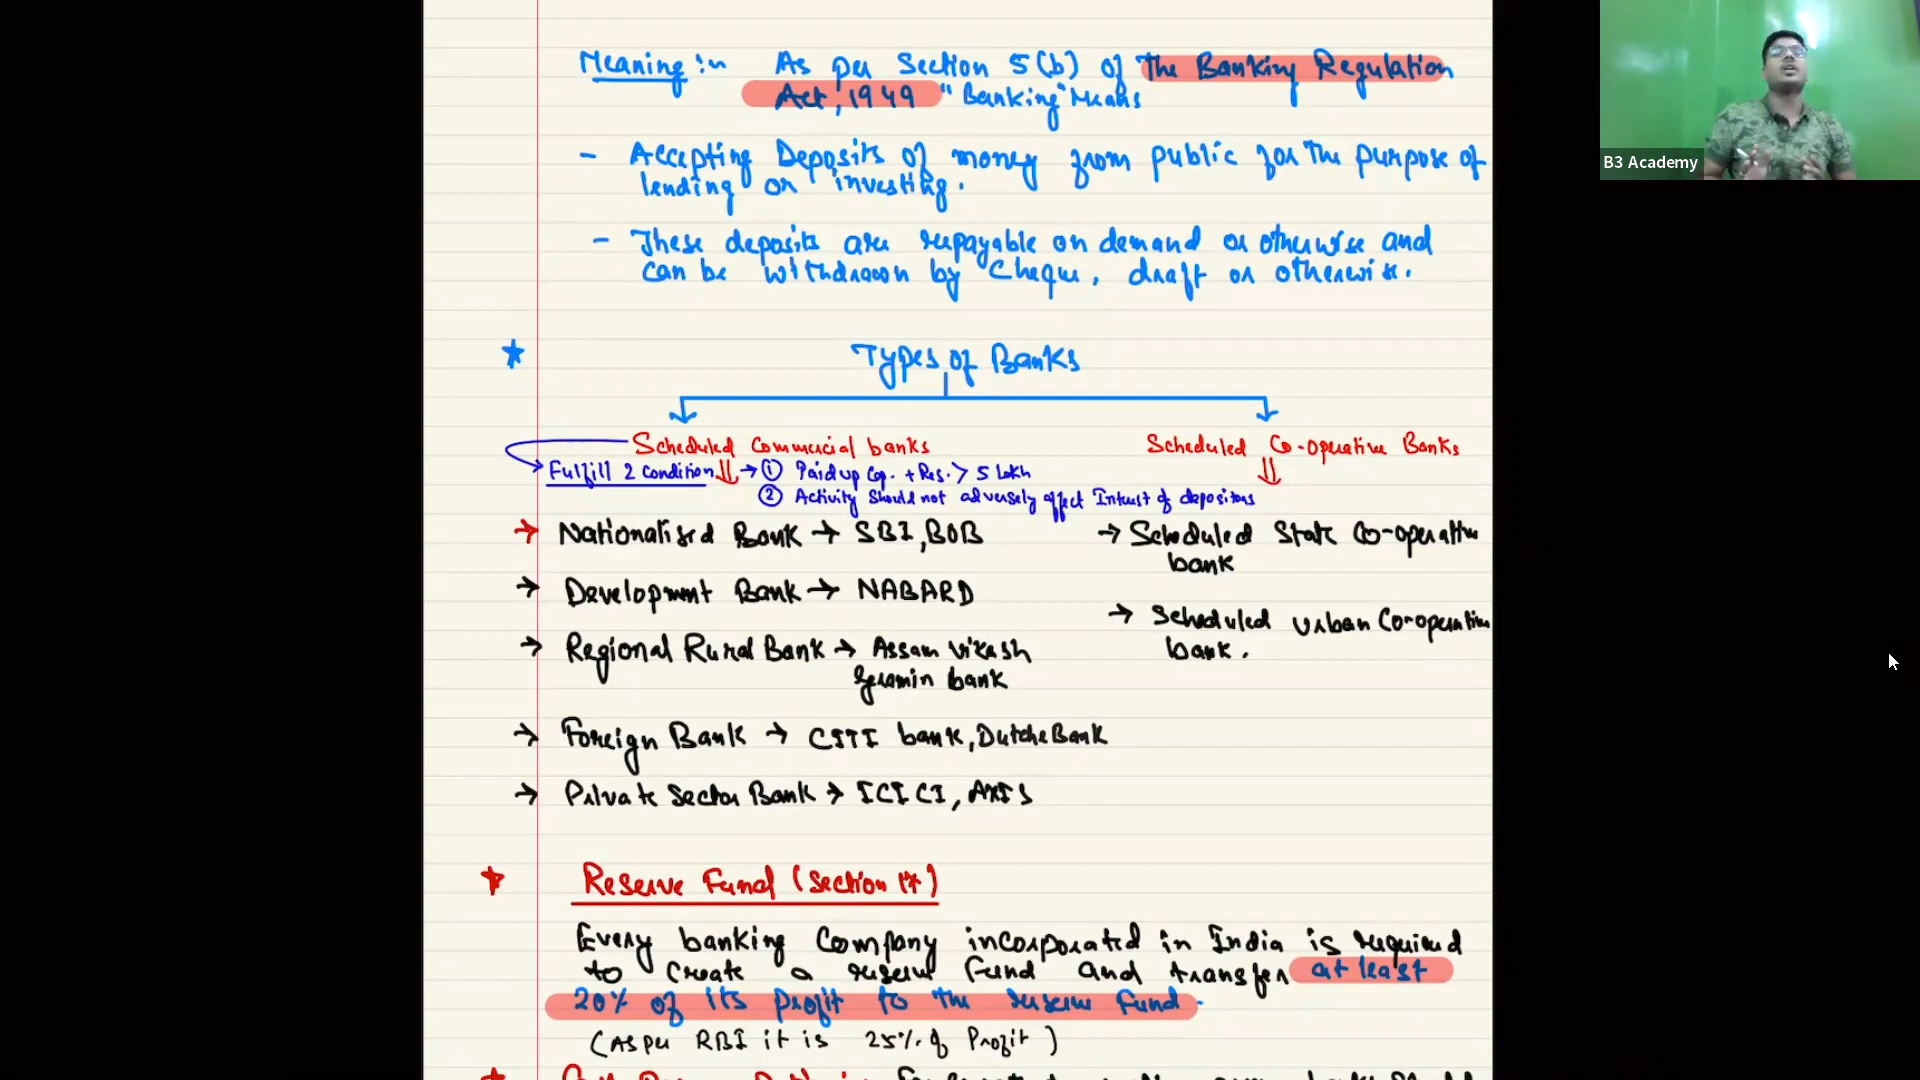 Meaning :- As per Section 5(b) of The Banking Regulation
Act, 1949 "Banking" Means
- Accepting Deposits of money from public for the purpose of
lending or investing.
- These deposits are repayable on demand or otherwise and
can be withdrawn by Cheque, draft or otherwise.
Types of Banks
Scheduled Commercial banks
Scheduled Co-operative Banks
Fulfill 2 condition → ① Paid up Cap. + Res. > 5 lakh
② Activity should not adversely affect Interest of depositors
→ Nationalised Bank → SBI, BOB
→ Scheduled State Co-operative
bank
→ Development Bank → NABARD
→ Scheduled Urban Co-operative
bank.
→ Regional Rural Bank → Assam Vikash
Gramin bank
→ Foreign Bank → CITI bank, Dutche Bank
→ Private Sector Bank → ICICI, AXIS
Reserve Fund (Section 17)
Every banking Company incorporated in India is required
to create a reserve fund and transfer at least
20% of its profit to the reserve fund.
(As per RBI it is 25% of Profit)
B3 Academy